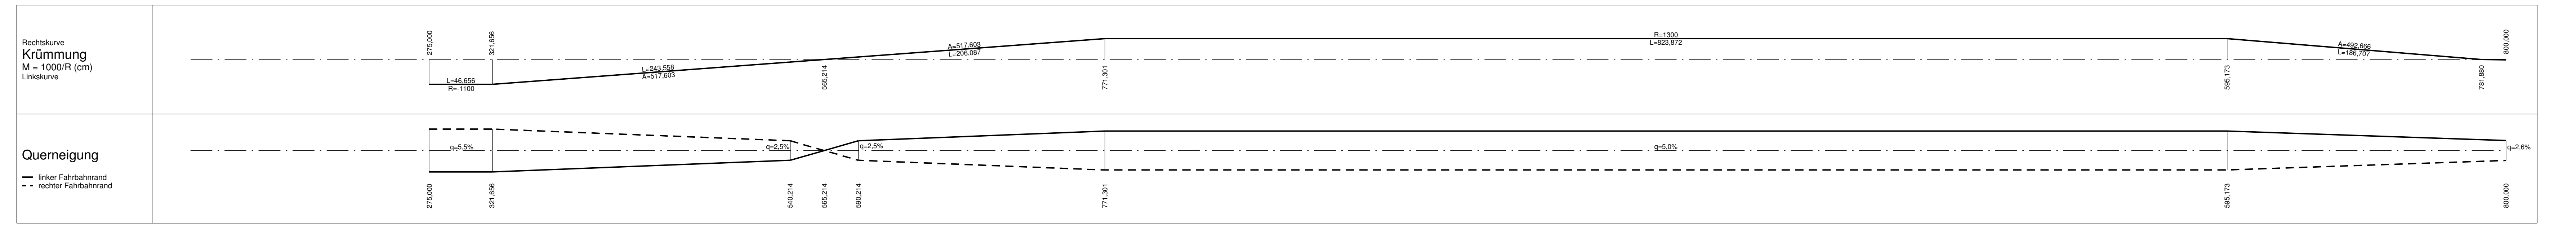 Rechtskurve
Krümmung
M = 1000/R (cm)
Linkskurve
275,000
321,656
L=46,656
R=-1100
L=243,558
A=517,603
565,214
A=517,603
L=206,087
771,301
R=1300
L=823,872
595,173
A=492,666
L=186,707
781,880
800,000
Querneigung
linker Fahrbahnrand
rechter Fahrbahnrand
q=5,5%
q=2,5%
q=2,5%
q=5,0%
q=2,6%
275,000
321,656
540,214
565,214
590,214
771,301
595,173
800,000